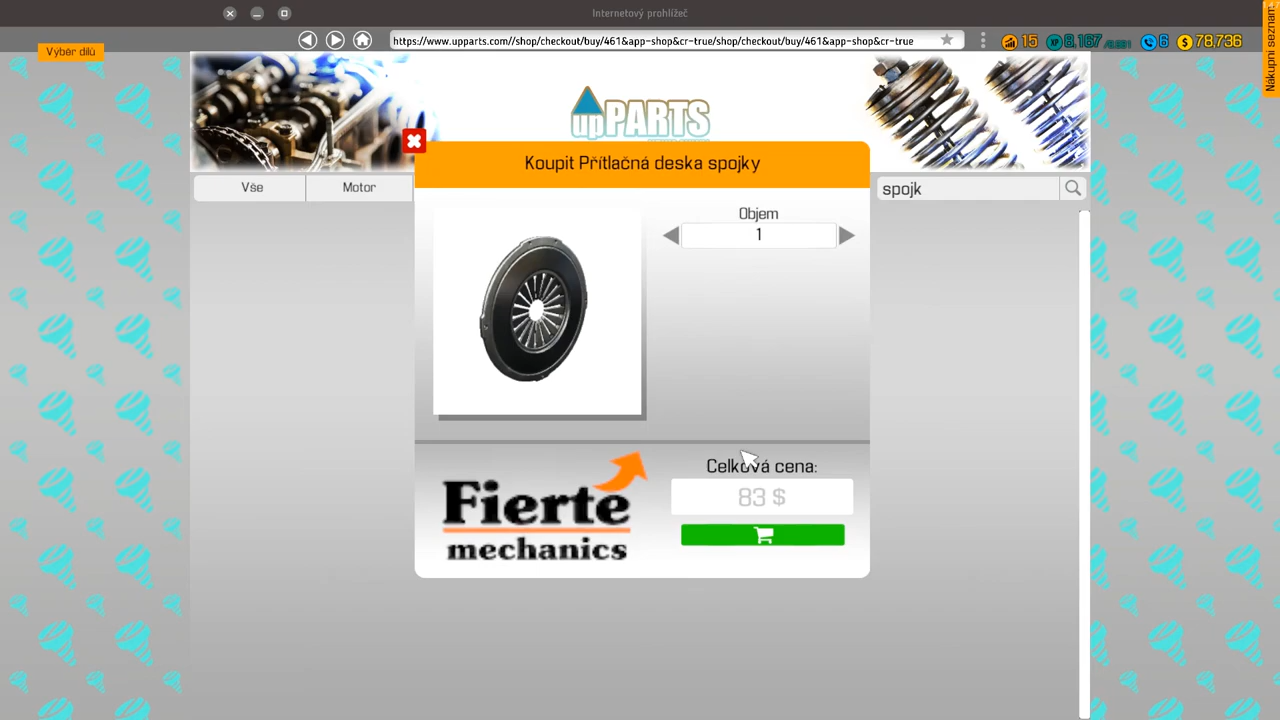 Internetový prohlížeč
https://www.upparts.com//shop/checkout/buy/461&app-shop&cr-true/shop/checkout/buy/461&app-shop&cr-true
15
XP 8,167
6
$ 78,736
Nákupní seznam
Výběr dílů
upPARTS
Koupit Přítlačná deska spojky
Vše
Motor
spojk
Objem
1
Fierte
mechanics
Celková cena:
83 $